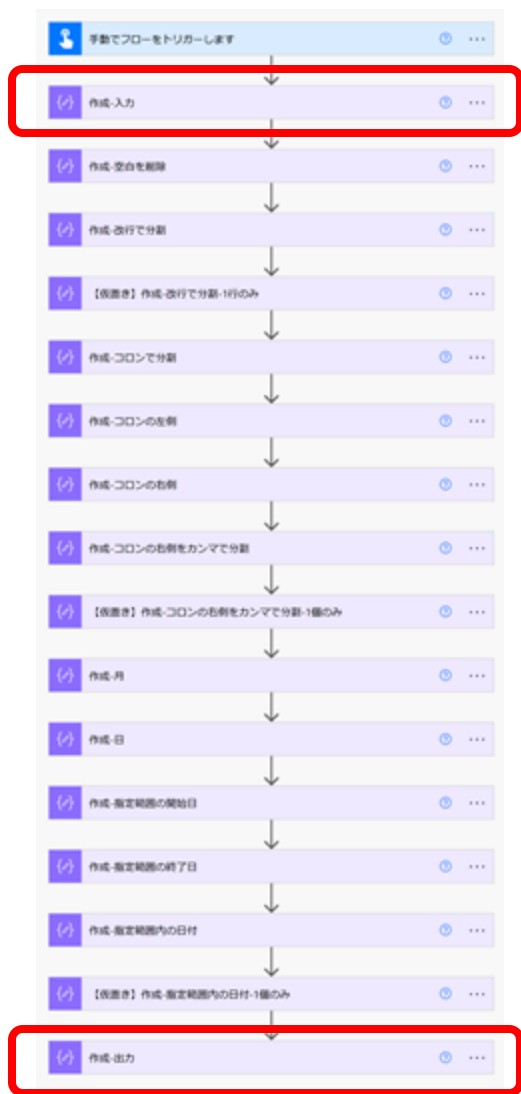 手動でフローをトリガーします
作成-入力
作成-空白を削除
作成-改行で分割
【仮置き】作成-改行で分割-1行のみ
作成-コロンで分割
作成-コロンの左側
作成-コロンの右側
作成-コロンの右側をカンマで分割
【仮置き】作成-コロンの右側をカンマで分割-1個のみ
作成-月
作成-日
作成-指定範囲の開始日
作成-指定範囲の終了日
作成-指定範囲内の日付
【仮置き】作成-指定範囲内の日付-1個のみ
作成-出力